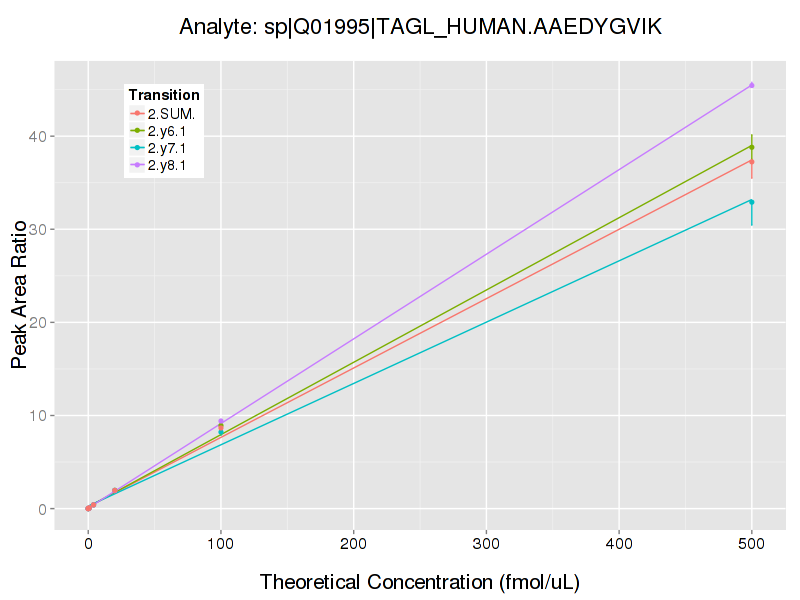 Analyte: sp|Q01995|TAGL_HUMAN.AAEDYGVIK
Transition
2.SUM.
2.y6.1
2.y7.1
2.y8.1
Peak Area Ratio
40
30
20
10
0
0 100 200 300 400 500
Theoretical Concentration (fmol/uL)